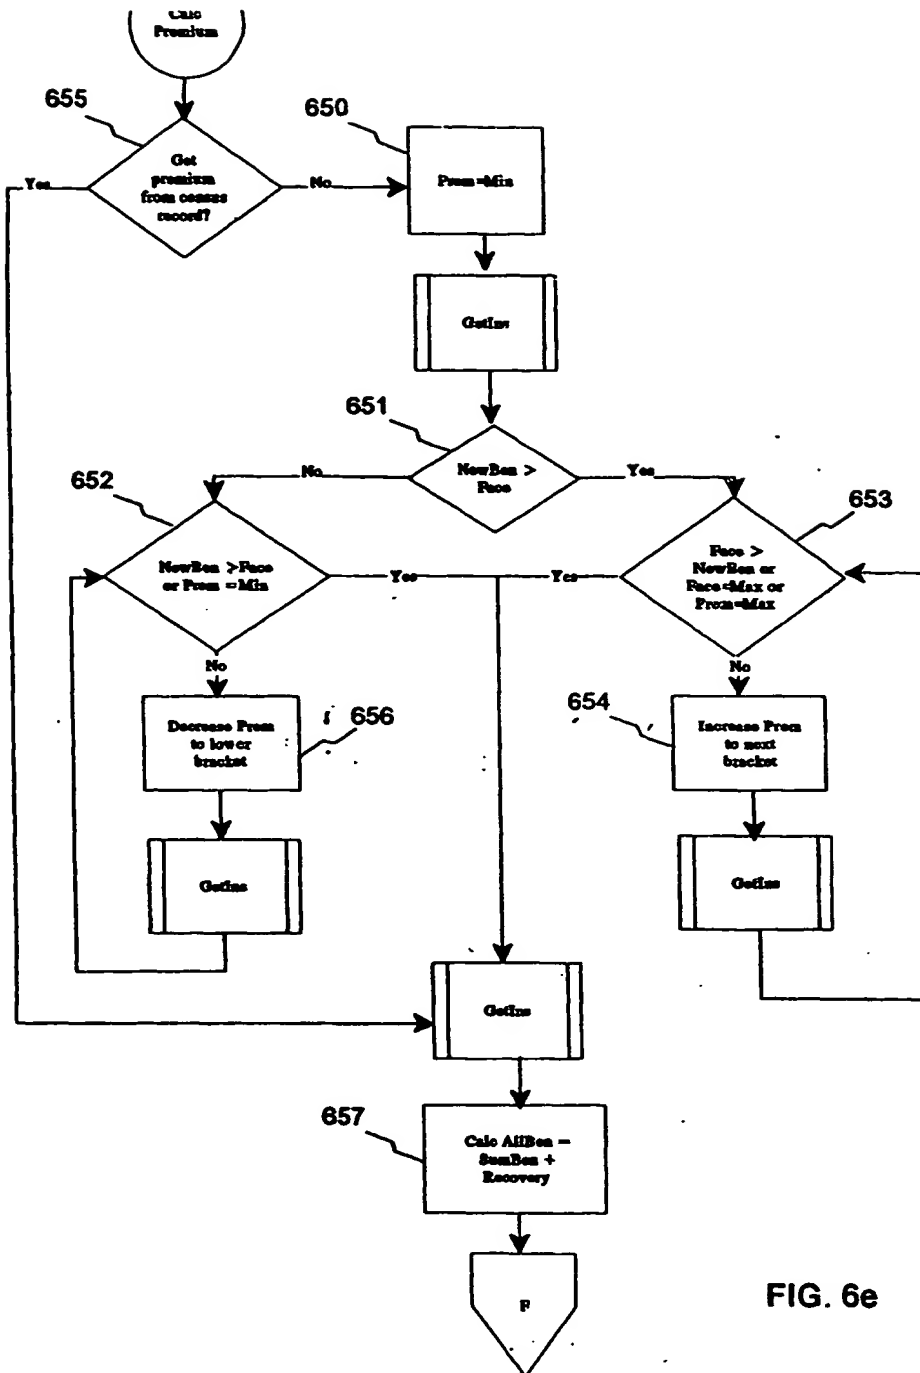 Calc
Premium
655
650
Get
premium
from census
record?
Yes
No
Prem=Min
GetIns
651
NewBen >
Face
No
Yes
652
653
NewBen >Face
or Prem =Min
Yes
Yes
Face >
NewBen or
Face=Max or
Prem=Max
No
No
Decrease Prem
to lower
bracket
656
654
Increase Prem
to next
bracket
GetIns
GetIns
GetIns
657
Calc AllBen =
SumBen +
Recovery
F
FIG. 6e